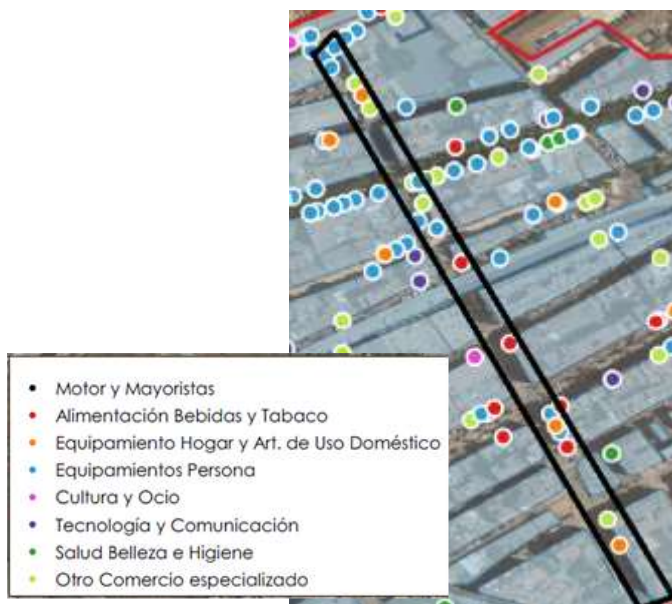 Motor y Mayoristas
Alimentación Bebidas y Tabaco
Equipamiento Hogar y Art. de Uso Doméstico
Equipamientos Persona
Cultura y Ocio
Tecnología y Comunicación
Salud Belleza e Higiene
Otro Comercio especializado